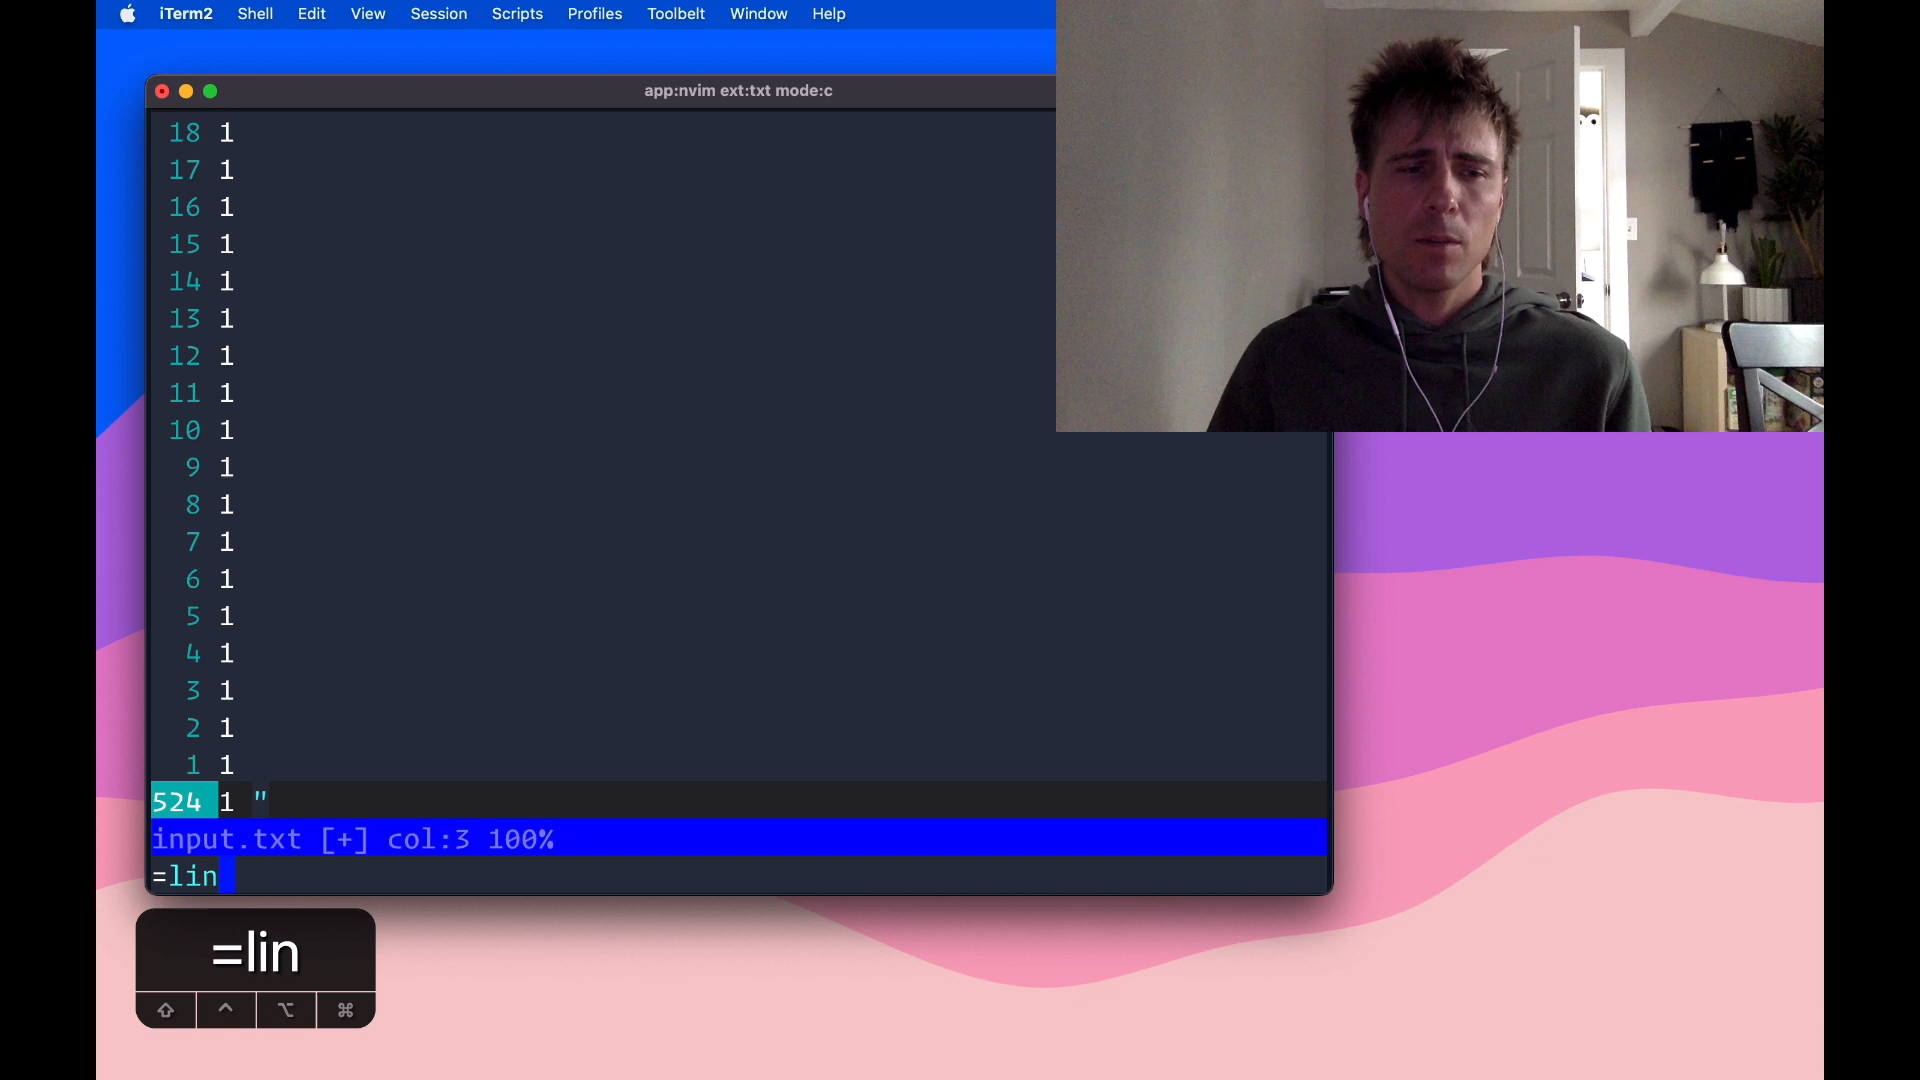 iTerm2 Shell Edit View Session Scripts Profiles Toolbelt Window Help
app:nvim ext:txt mode:c
18 1
17 1
16 1
15 1
14 1
13 1
12 1
11 1
10 1
9 1
8 1
7 1
6 1
5 1
4 1
3 1
2 1
1 1
524 1 "
input.txt [+] col:3 100%
=lin
=lin
⇧ ^ ⌥ ⌘